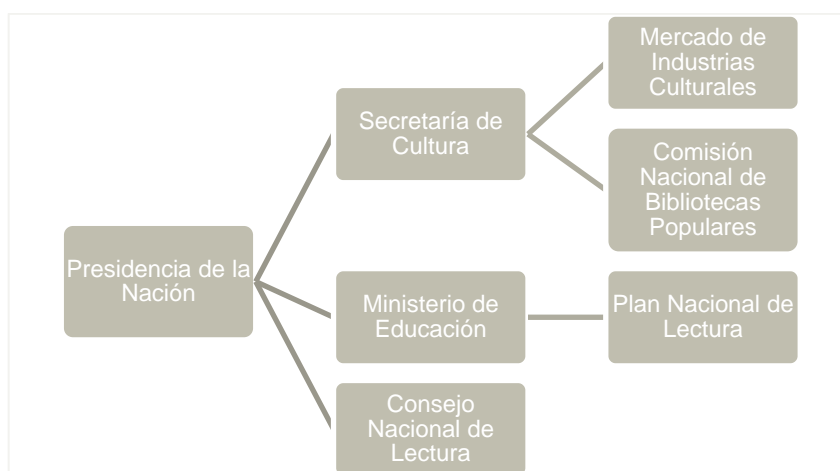 Mercado de
Industrias
Culturales
Secretaría de
Cultura
Comisión
Nacional de
Bibliotecas
Populares
Presidencia de la
Nación
Ministerio de
Educación
Plan Nacional de
Lectura
Consejo
Nacional de
Lectura